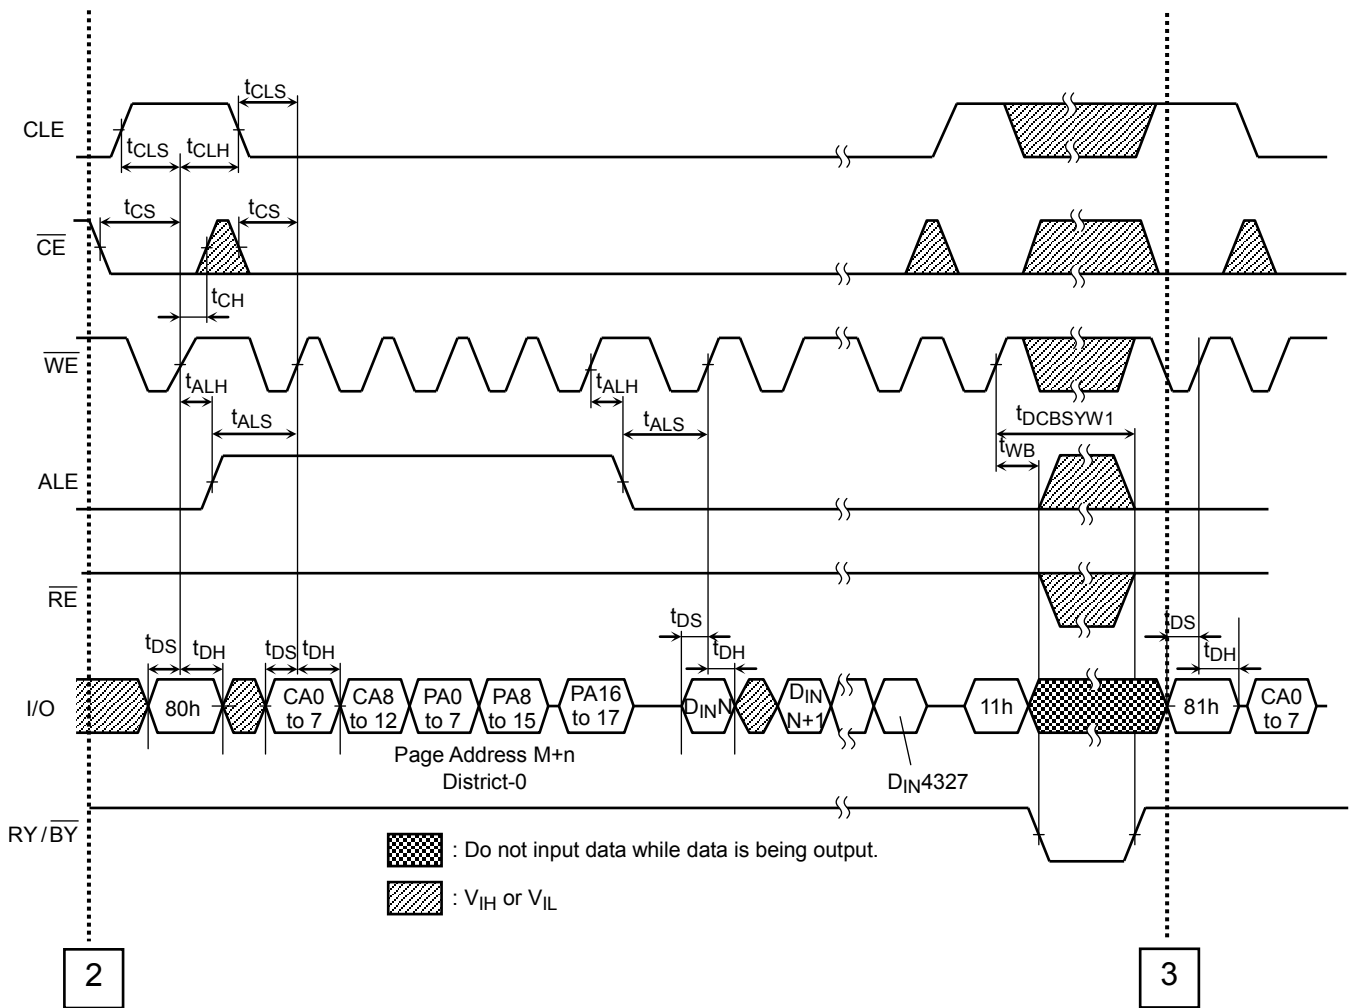 tCLS
CLE
tCLS tCLH
tCS tCS
CE
tCH
WE
tALH tALH
tALS tALS
tDCBSYW1
tWB
ALE
RE
tDS tDH tDS tDH tDS tDH tDS tDH
I/O
80h
CA0
to 7
CA8
to 12
PA0
to 7
PA8
to 15
PA16
to 17
DINN
DIN
N+1
11h
81h
CA0
to 7
Page Address M+n
District-0
DIN4327
RY/BY
: Do not input data while data is being output.
: VIH or VIL
2
3